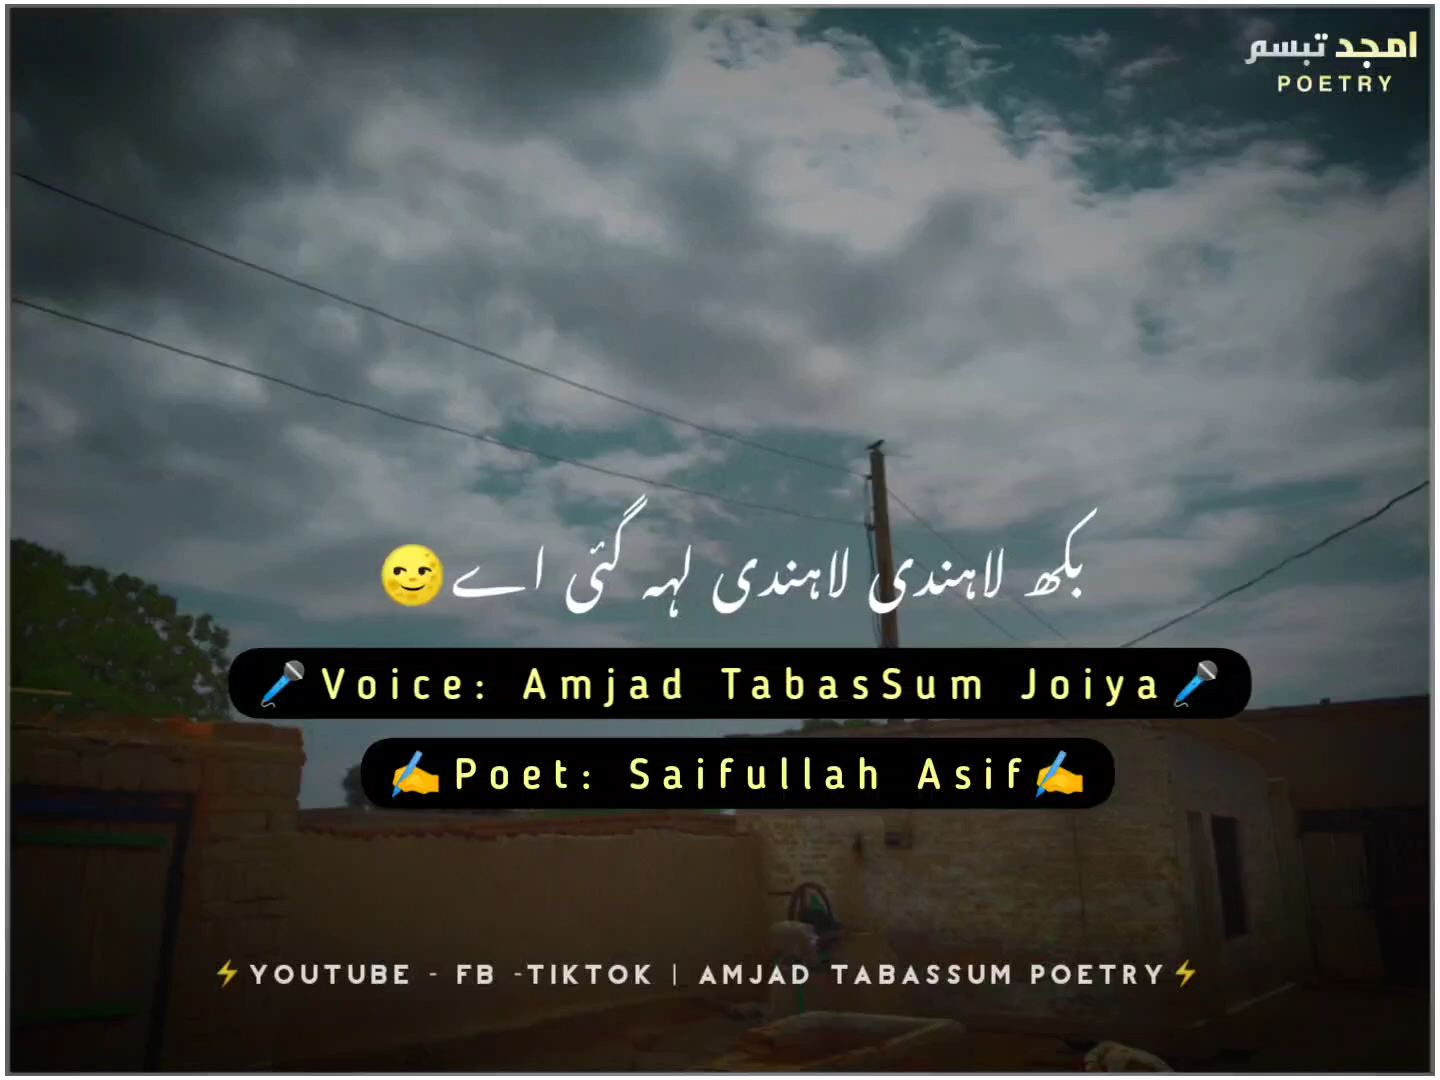 امجد تبسم
POETRY
بکھ لاہندی لاہندی لہہ گئی اے🌝
🎤Voice: Amjad TabasSum Joiya🎤
✍️Poet: Saifullah Asif✍️
⚡YOUTUBE - FB -TIKTOK | AMJAD TABASSUM POETRY⚡